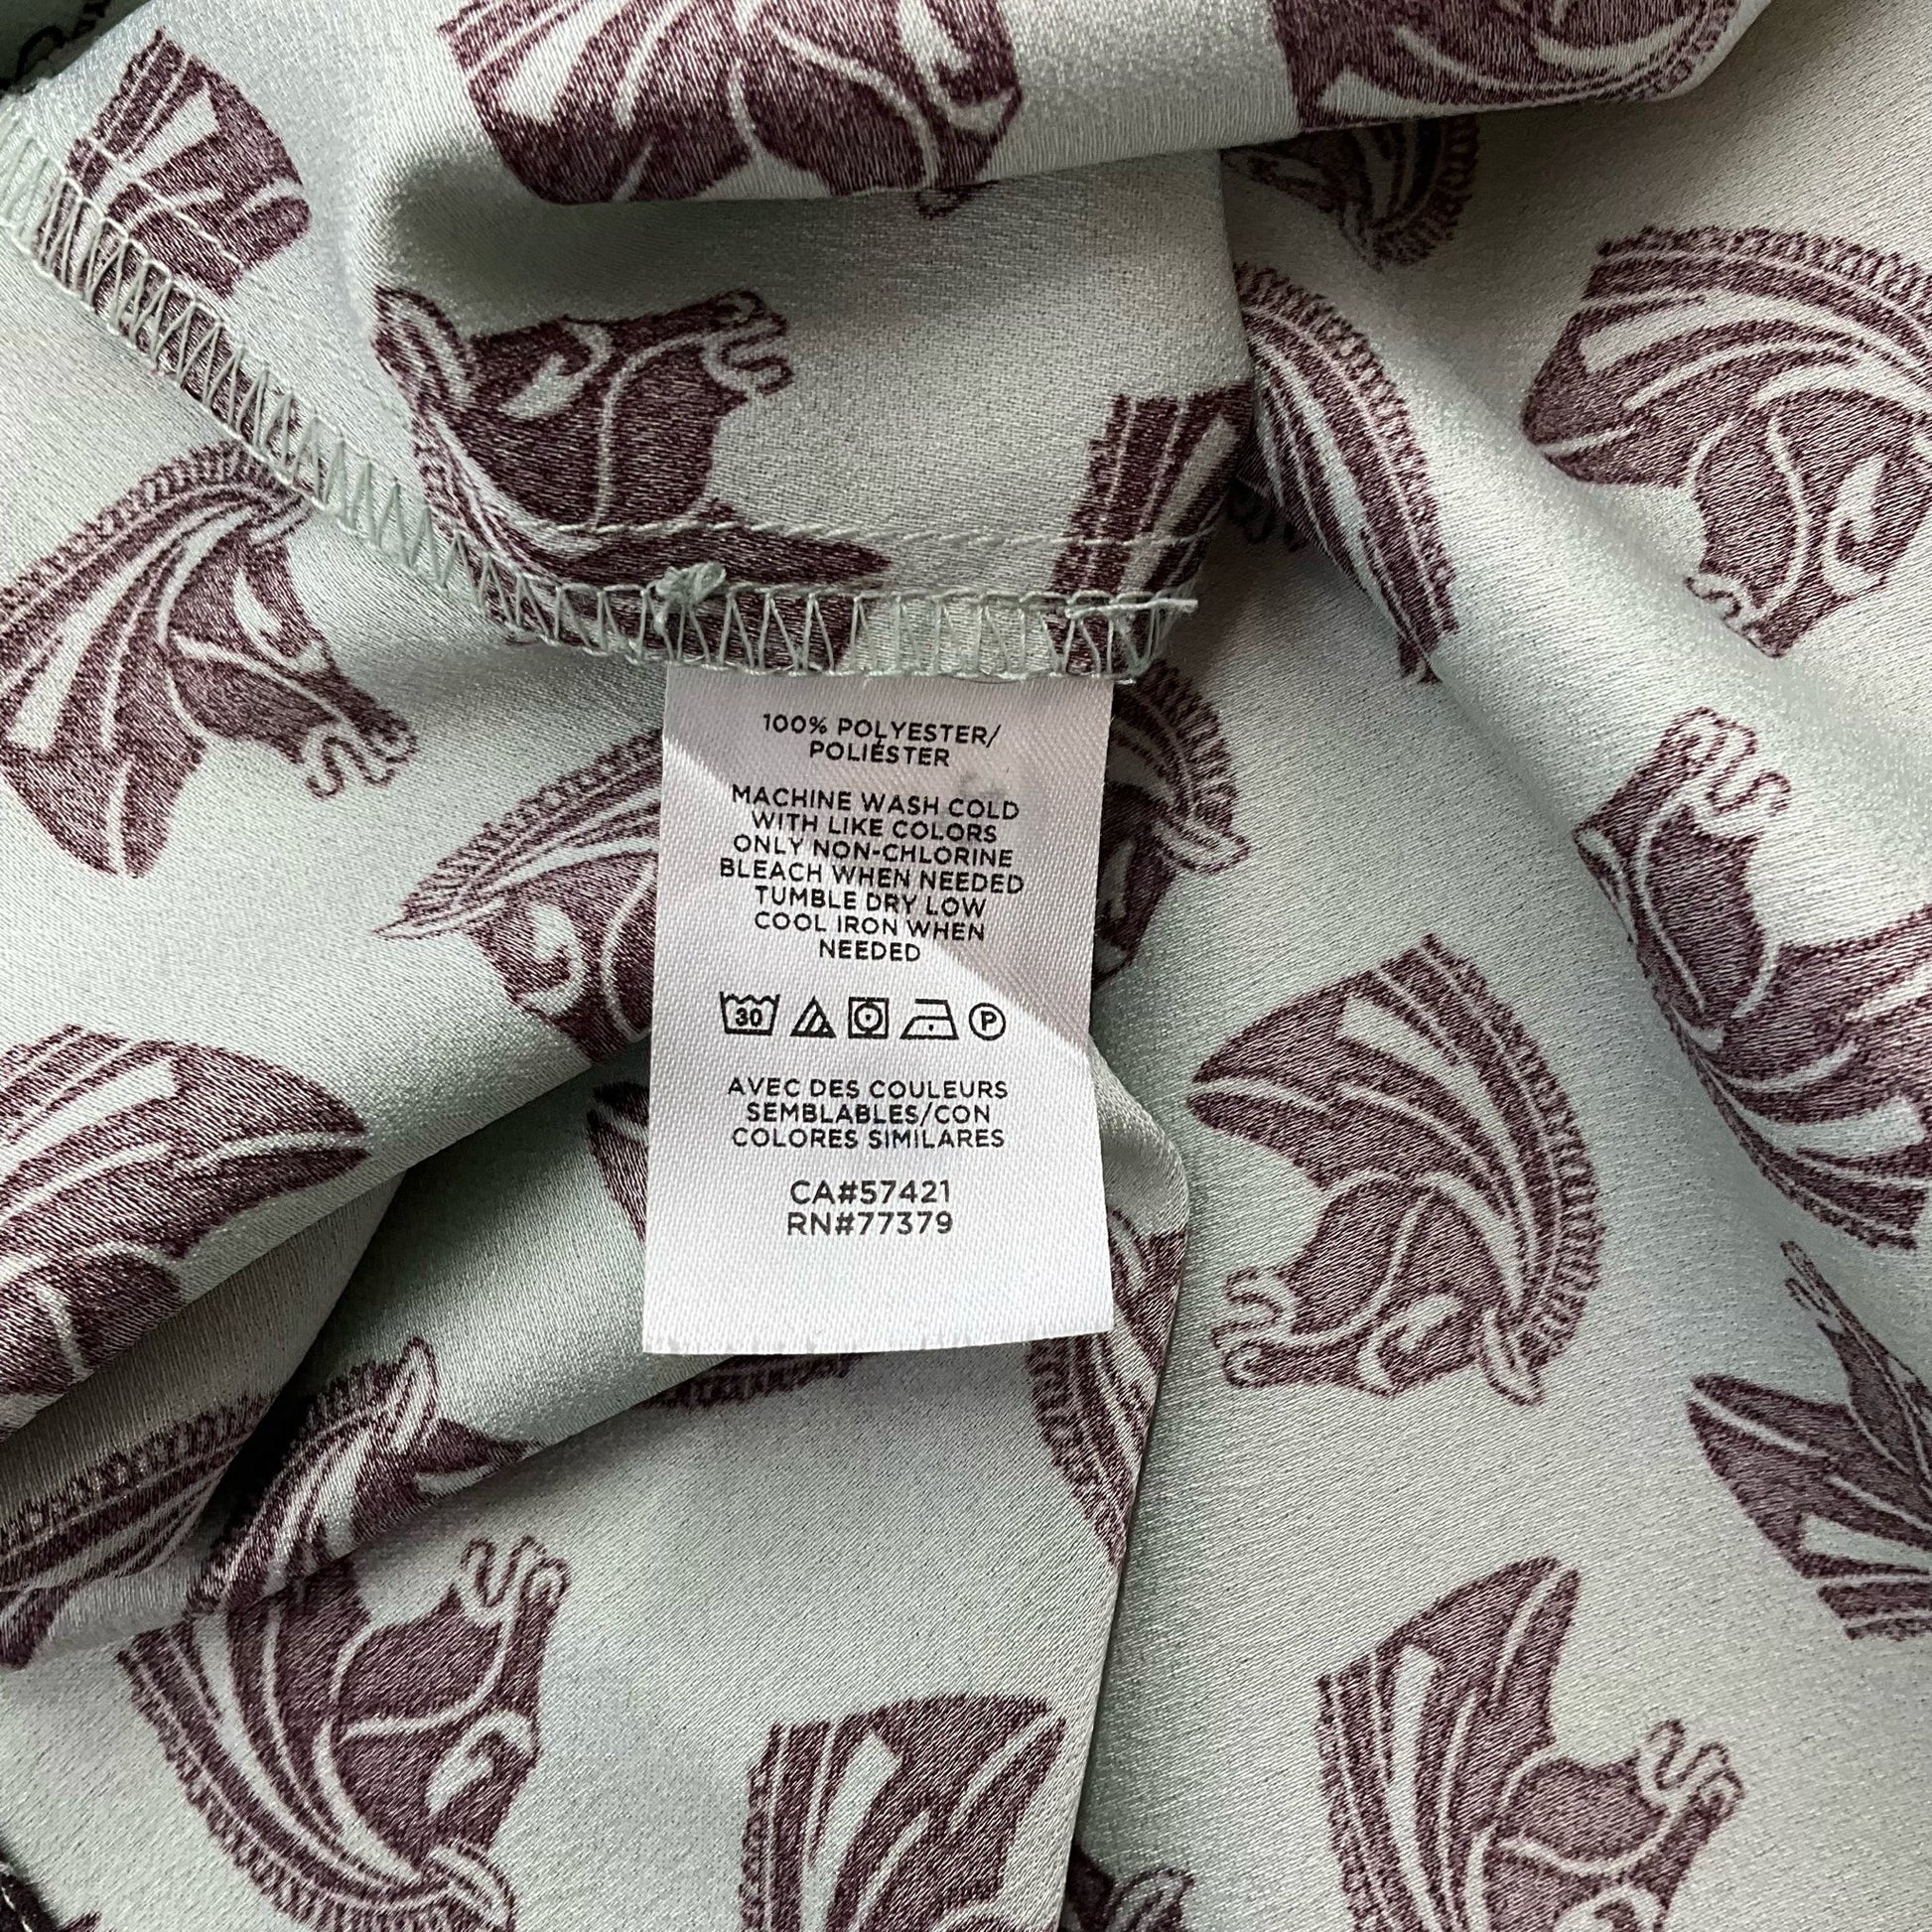 100% POLYESTER/
POLIÉSTER
MACHINE WASH COLD
WITH LIKE COLORS
ONLY NON-CHLORINE
BLEACH WHEN NEEDED
TUMBLE DRY LOW
COOL IRON WHEN
NEEDED
30 P
AVEC DES COULEURS
SEMBLABLES/CON
COLORES SIMILARES
CA#57421
RN#77379